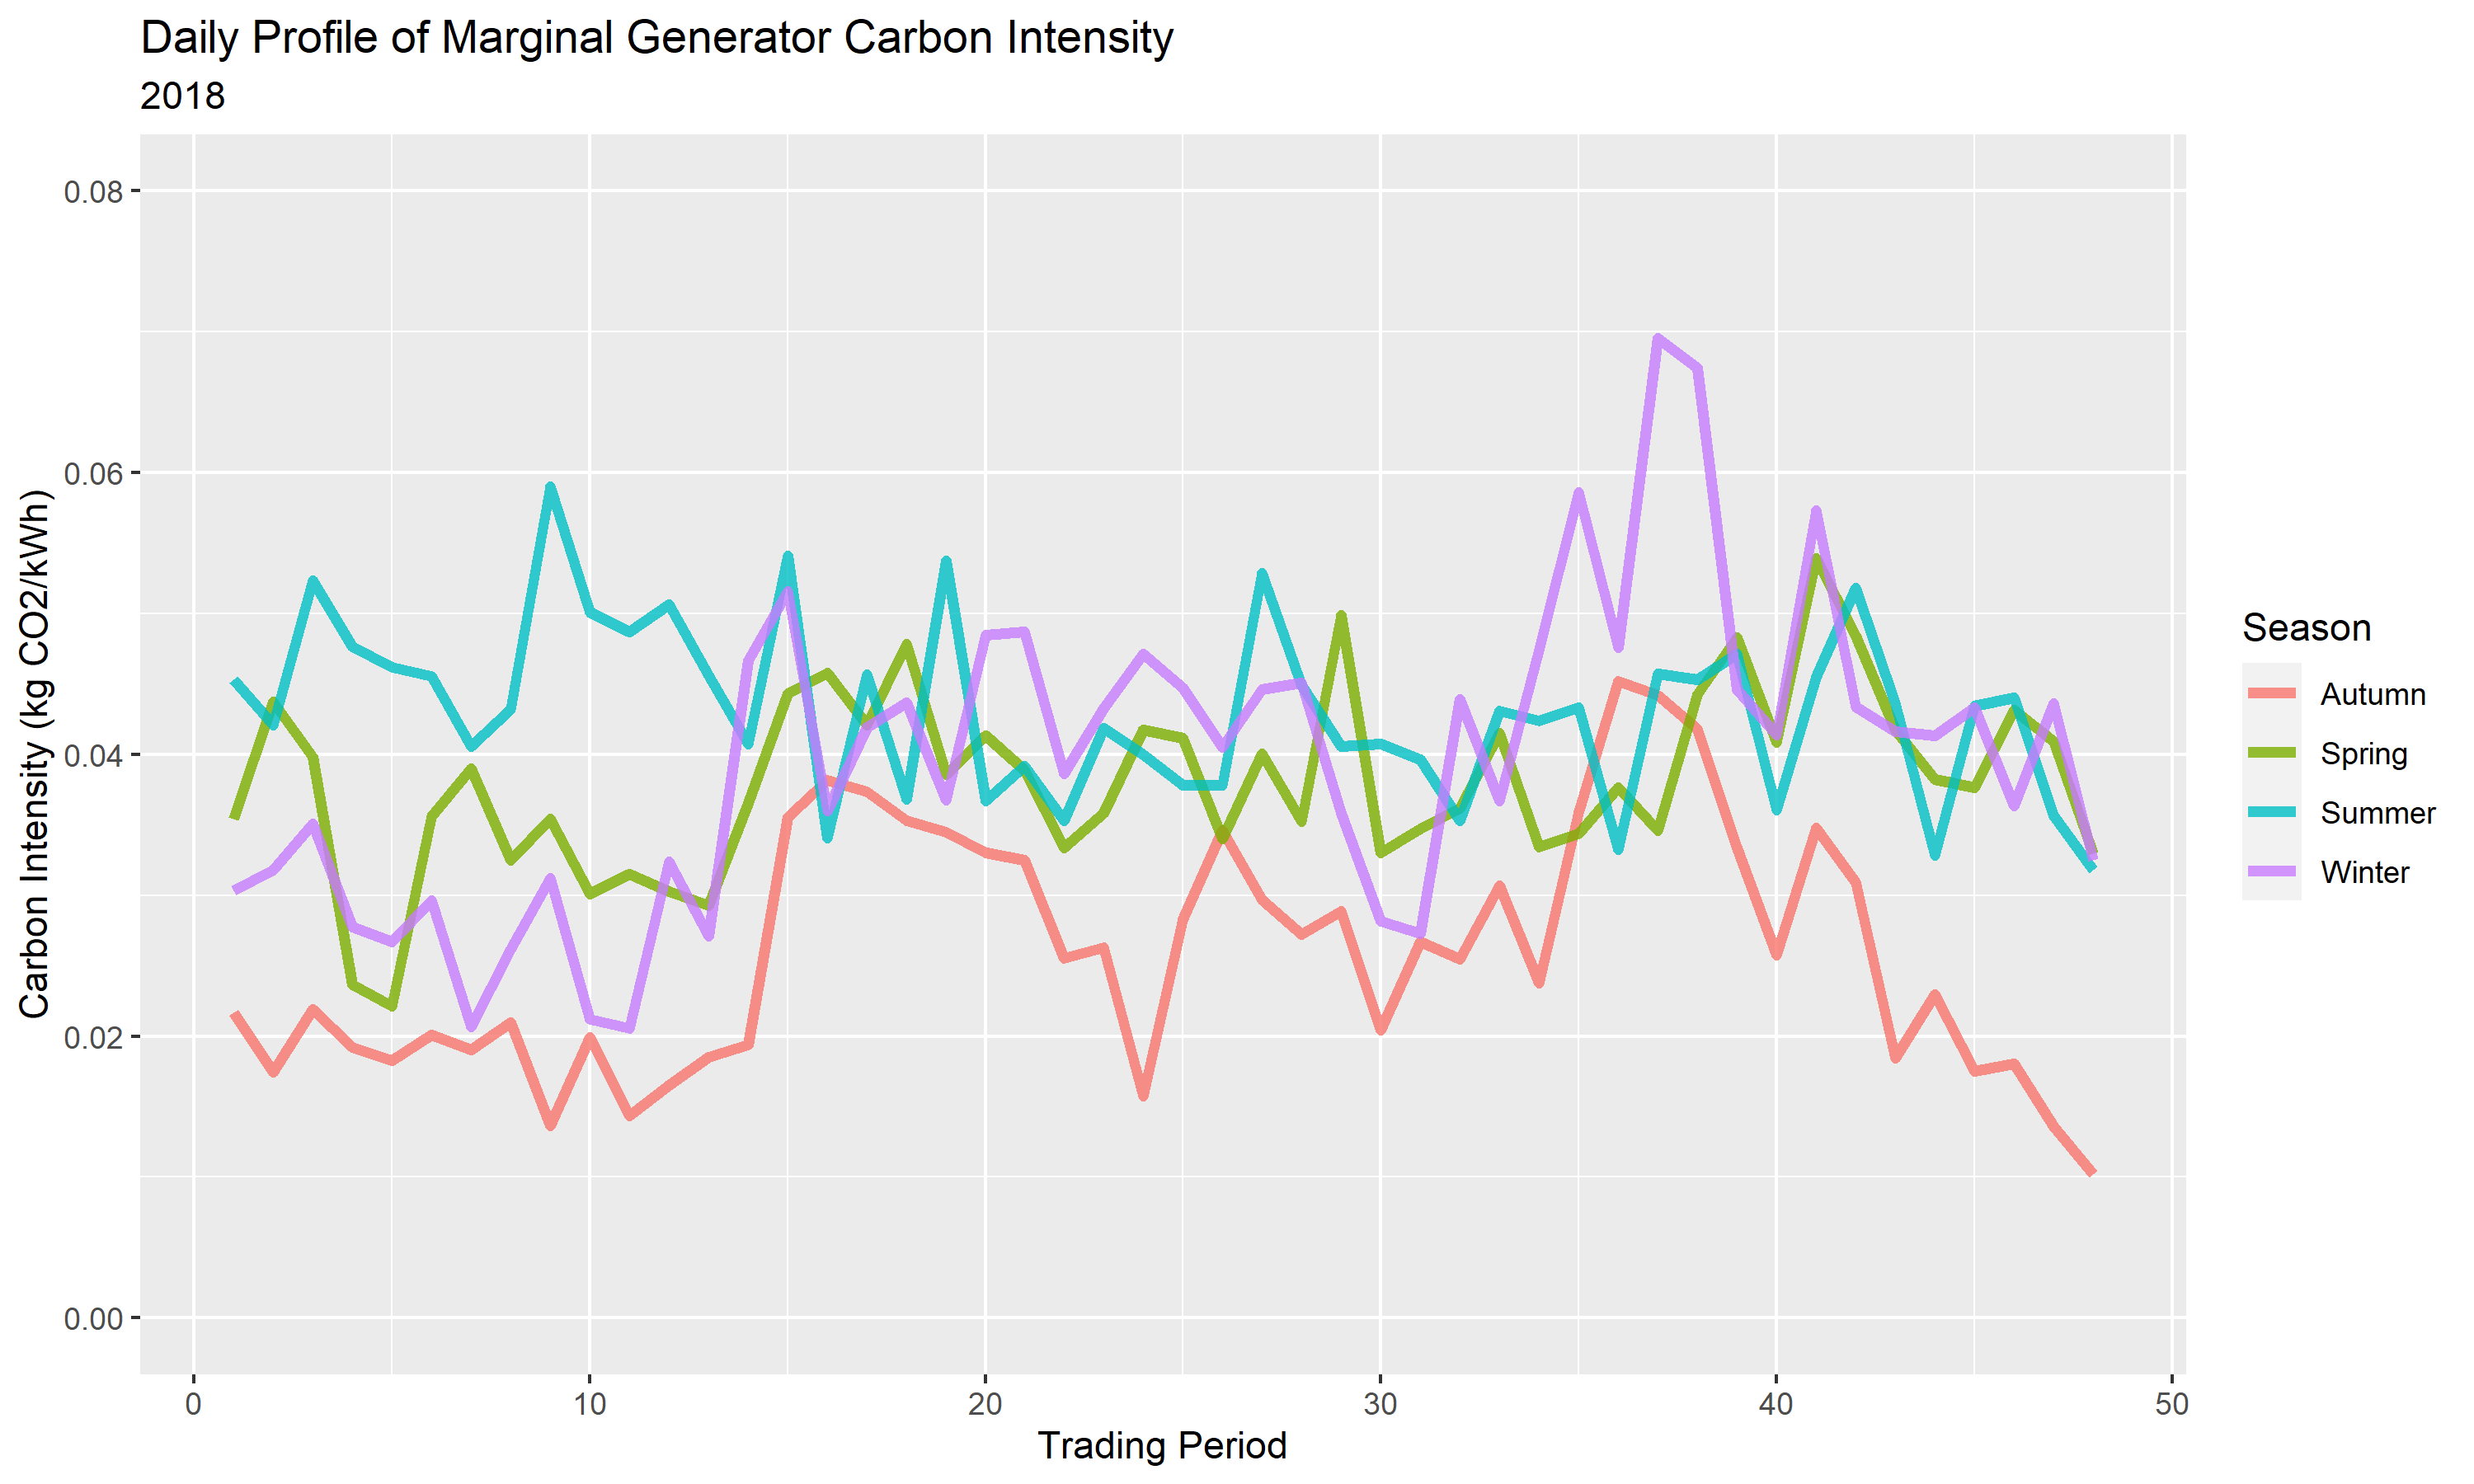 Daily Profile of Marginal Generator Carbon Intensity
2018
0.08
0.06
0.04
0.02
0.00
Carbon Intensity (kg CO2/kWh)
0 10 20 30 40 50
Trading Period
Season
Autumn
Spring
Summer
Winter